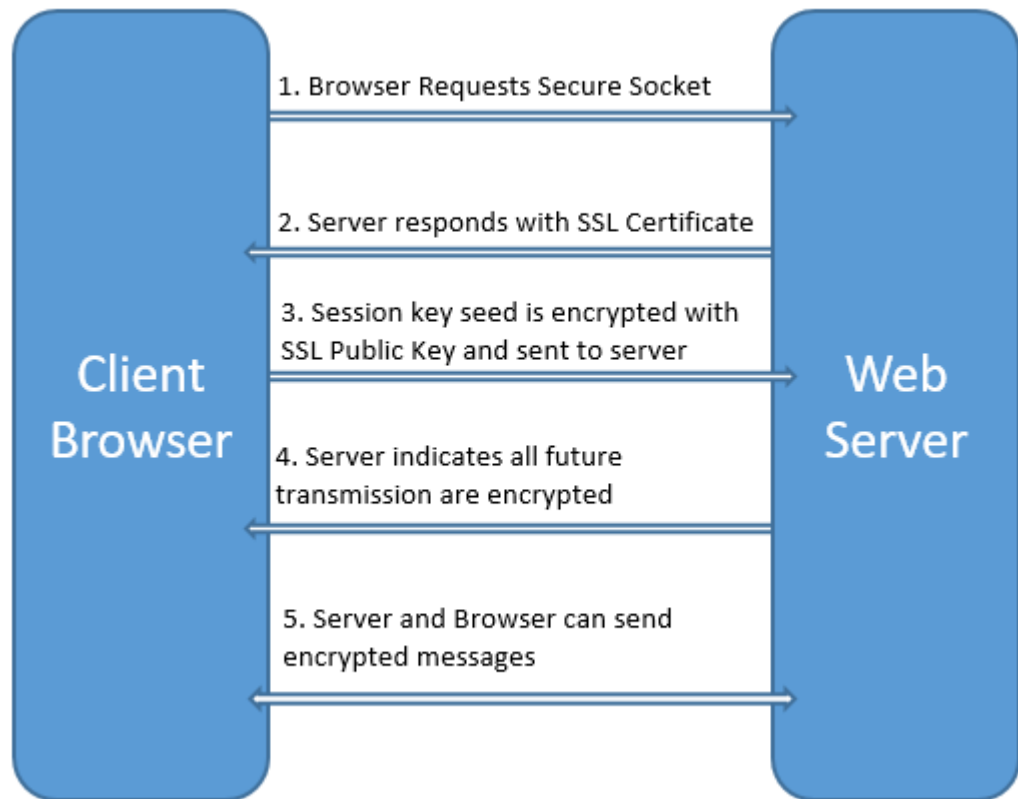 1. Browser Requests Secure Socket
2. Server responds with SSL Certificate
3. Session key seed is encrypted with
SSL Public Key and sent to server
Client
Browser
Web
Server
4. Server indicates all future
transmission are encrypted
5. Server and Browser can send
encrypted messages